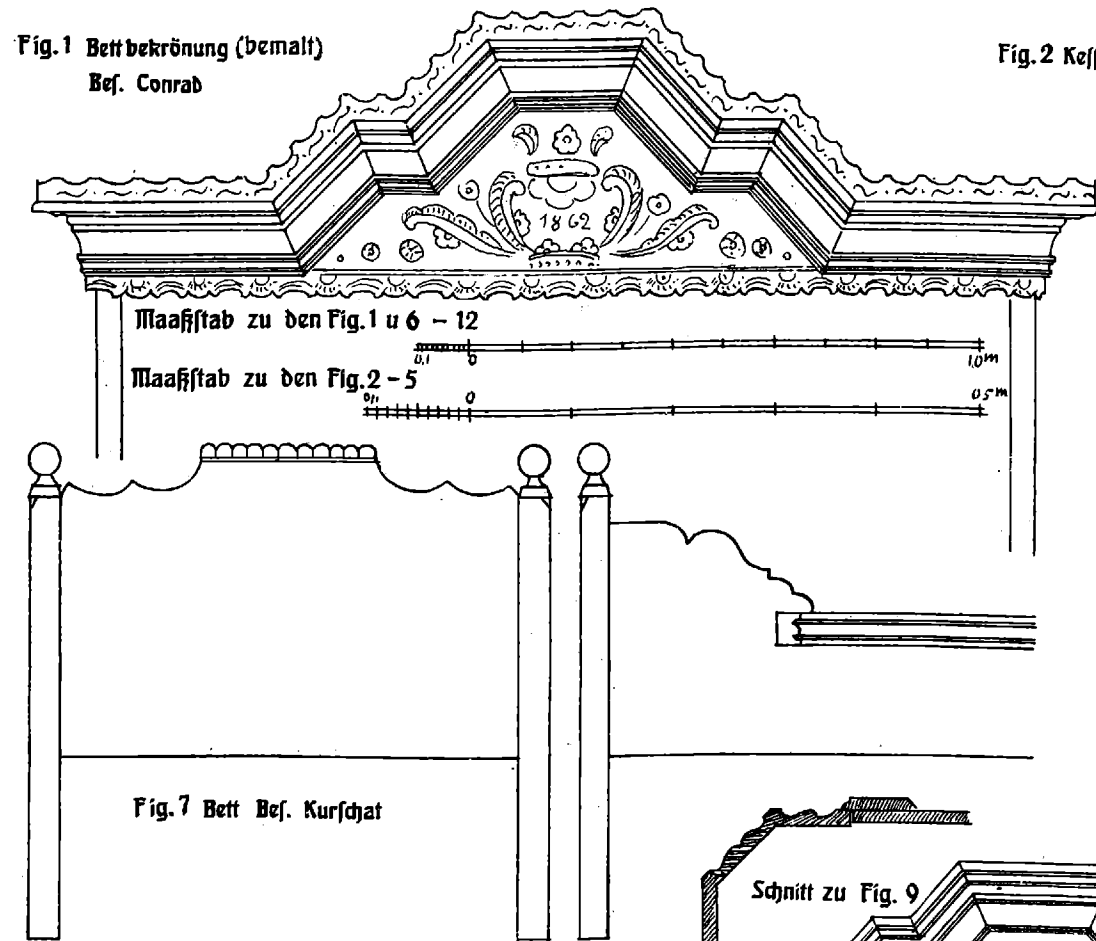 Fig. 1 Bettbekrönung (bemalt)
Beſ. Conrad
Fig. 2 Keſſ
1862
Maaßſtab zu den Fig. 1 u 6 – 12
0,1 0 1,0 m
Maaßſtab zu den Fig. 2 – 5
0,1 0 0,5 m
Fig. 7 Bett Beſ. Kurſchat
Schnitt zu Fig. 9